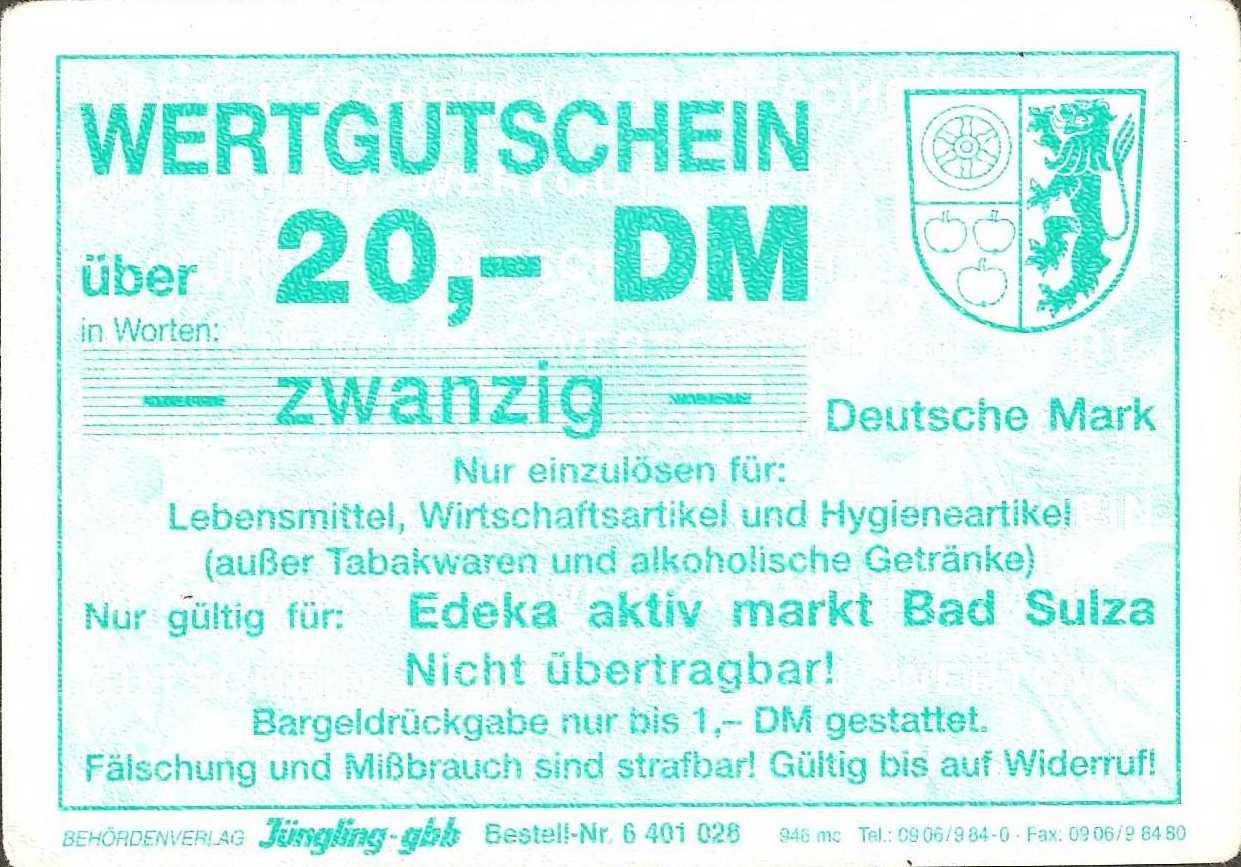 WERTGUTSCHEIN
über 20,– DM
in Worten:
— zwanzig — Deutsche Mark
Nur einzulösen für:
Lebensmittel, Wirtschaftsartikel und Hygieneartikel
(außer Tabakwaren und alkoholische Getränke)
Nur gültig für: Edeka aktiv markt Bad Sulza
Nicht übertragbar!
Bargeldrückgabe nur bis 1,– DM gestattet.
Fälschung und Mißbrauch sind strafbar! Gültig bis auf Widerruf!
BEHÖRDENVERLAG Jüngling-gbb Bestell-Nr. 6 401 028 946 mc Tel.: 09 06/9 84-0 · Fax: 09 06/9 84 80